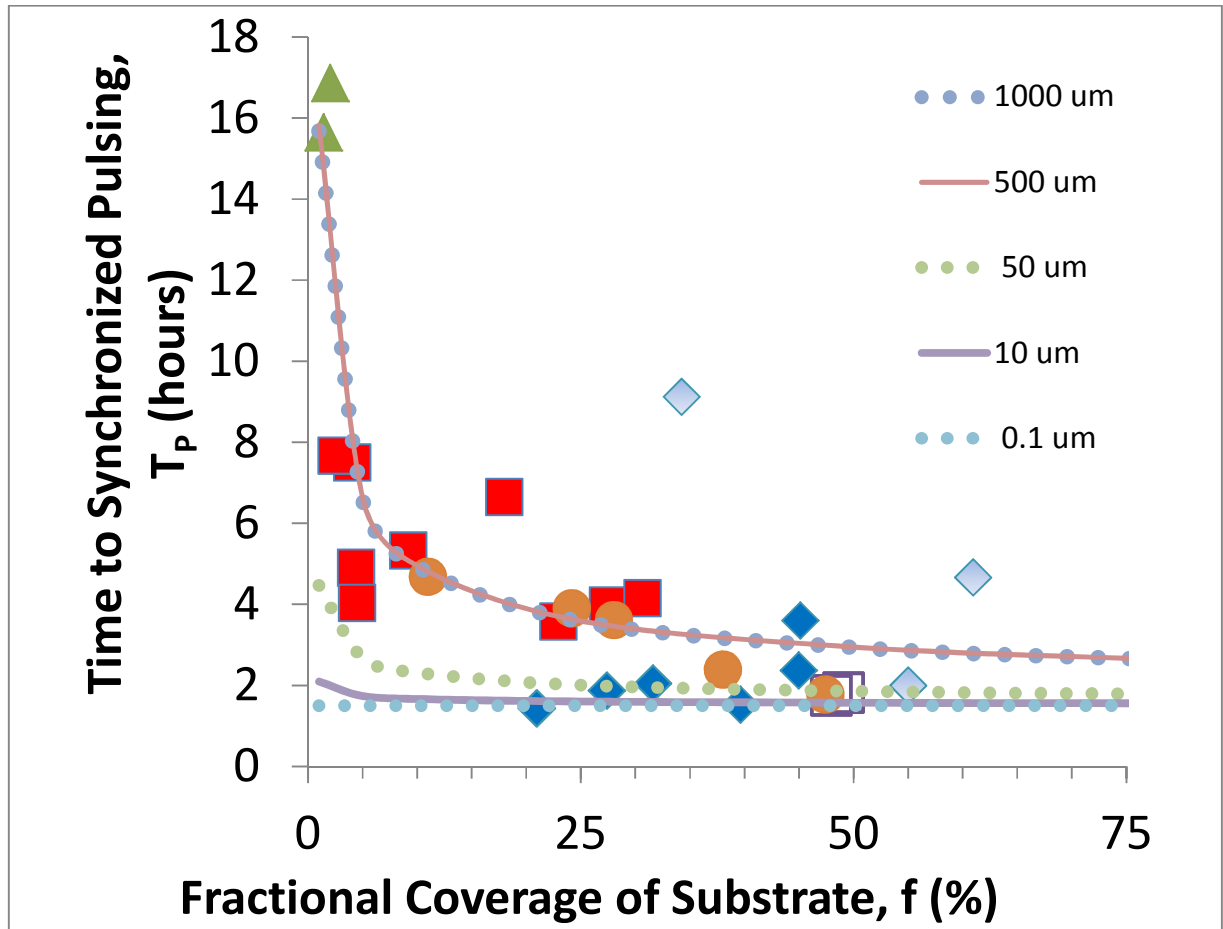 Time to Synchronized Pulsing,
T_P (hours)
18
16
14
12
10
8
6
4
2
0
1000 um
500 um
50 um
10 um
0.1 um
0 25 50 75
Fractional Coverage of Substrate, f (%)